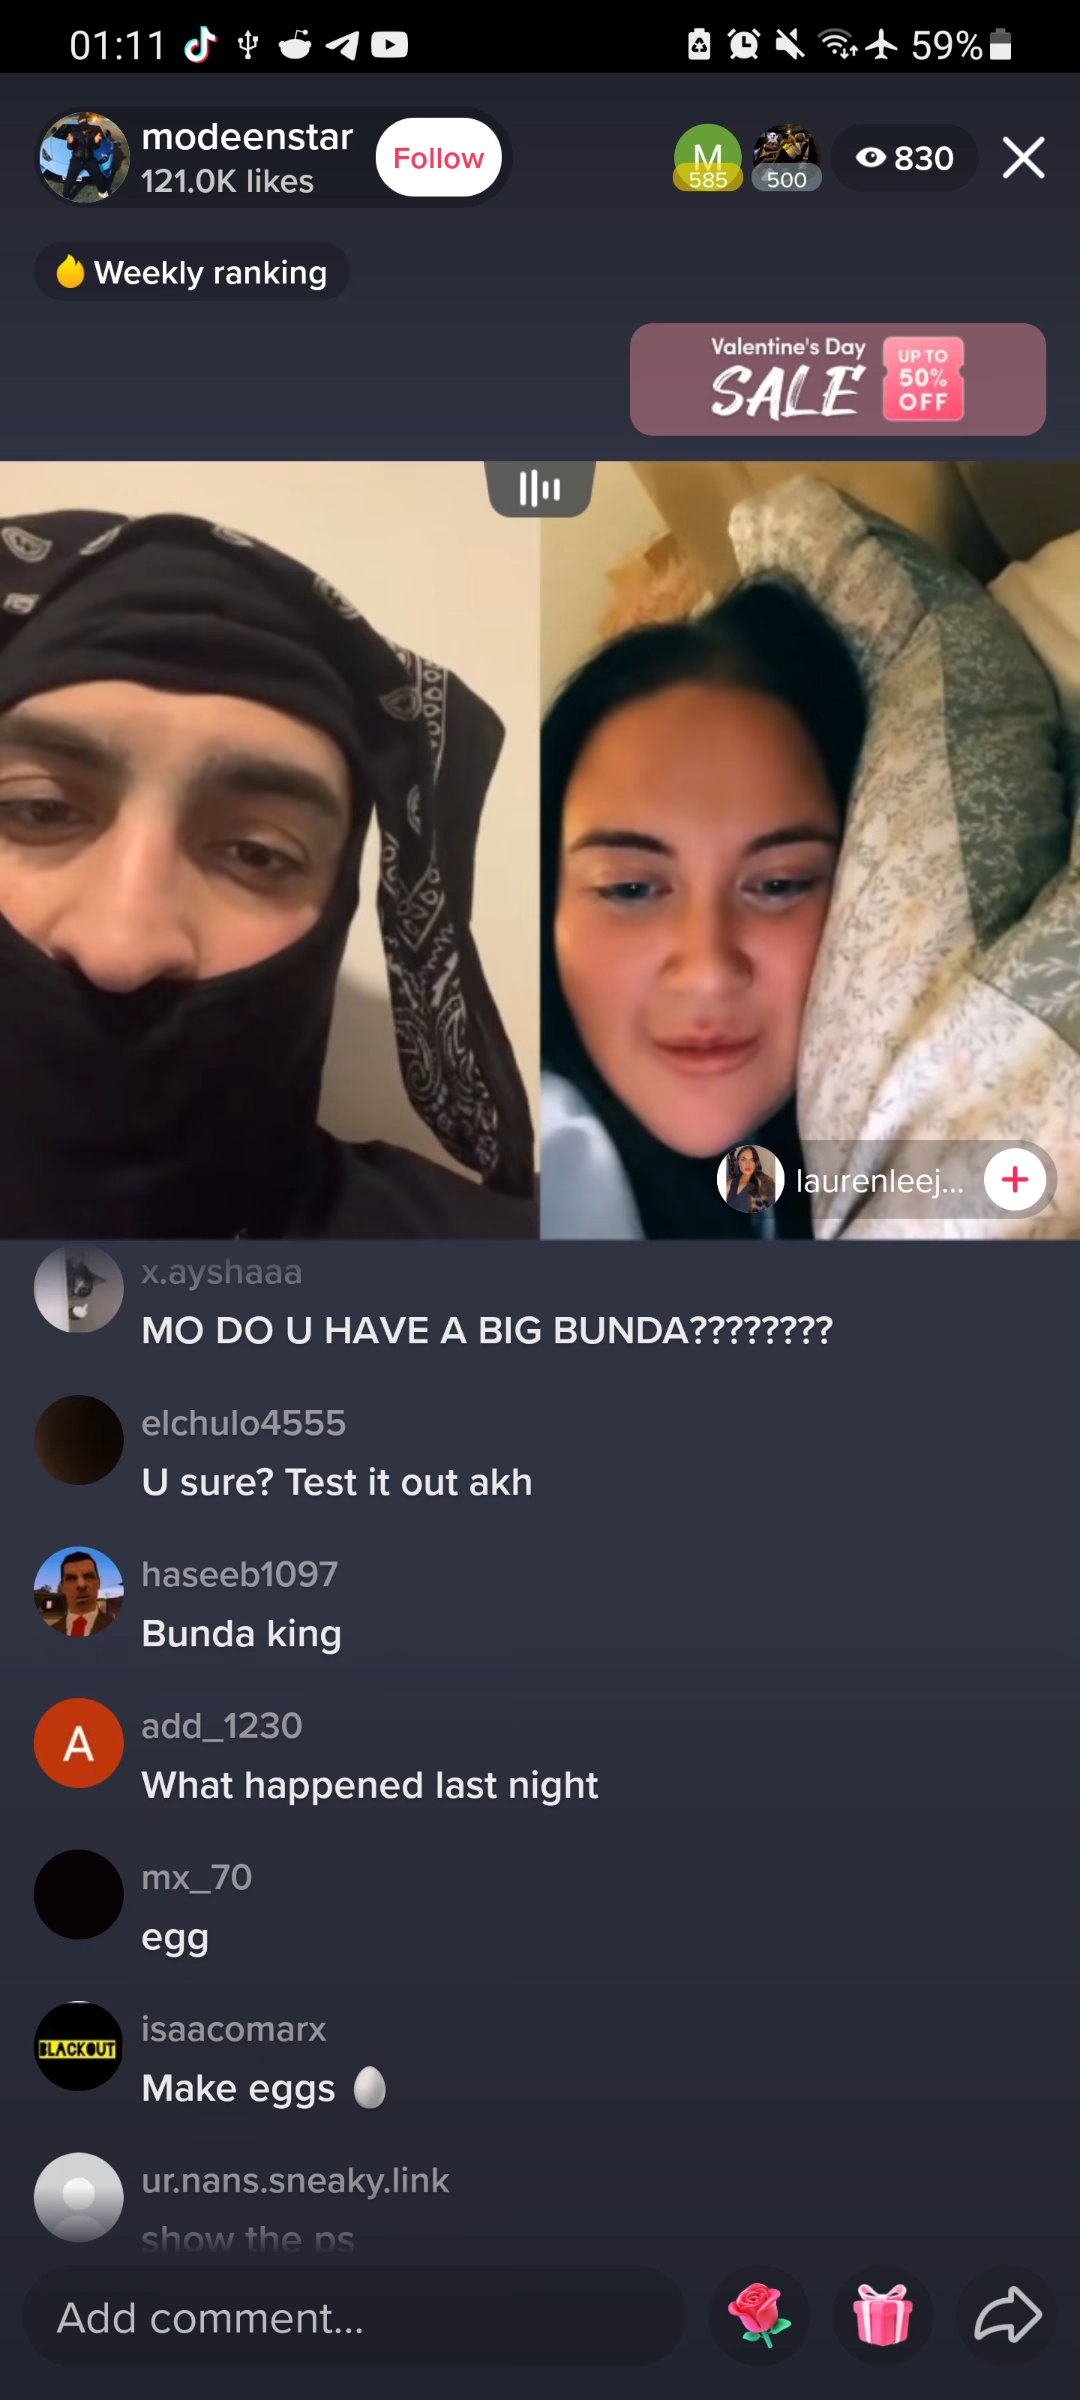 01:11 59%
modeenstar
121.0K likes
Follow
M
585
500
830
Weekly ranking
Valentine's Day
SALE
UP TO
50%
OFF
laurenleej...
x.ayshaaa
MO DO U HAVE A BIG BUNDA????????
elchulo4555
U sure? Test it out akh
haseeb1097
Bunda king
A
add_1230
What happened last night
mx_70
egg
BLACKOUT
isaacomarx
Make eggs 🥚
ur.nans.sneaky.link
show the ps
Add comment...